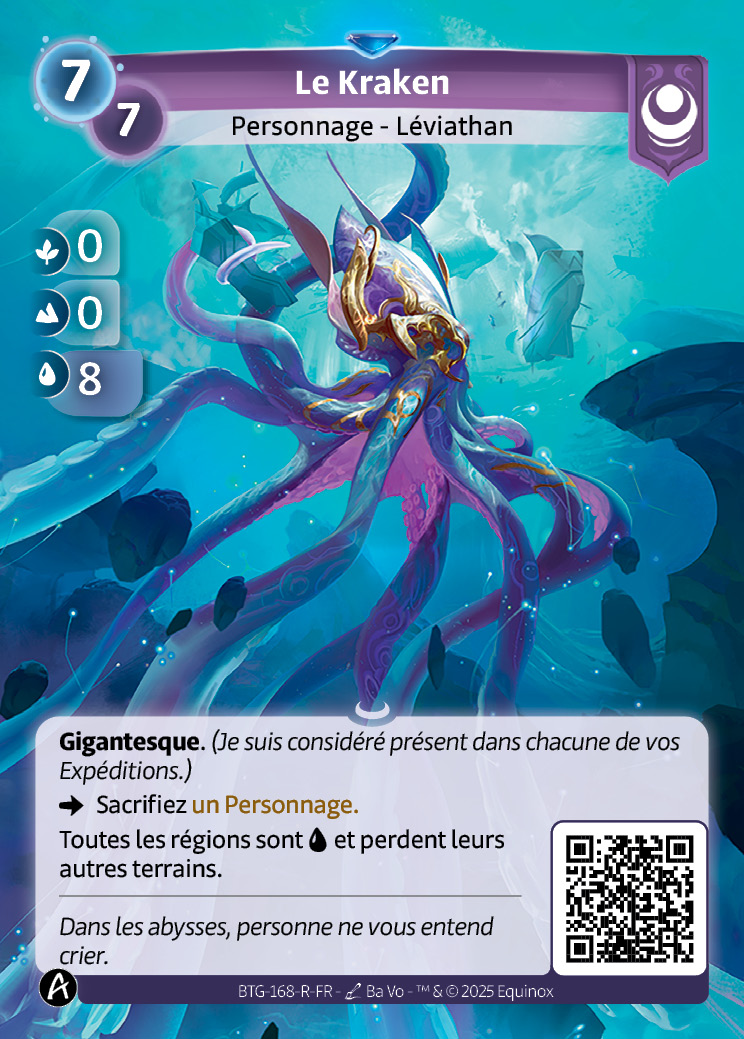 7
7
Le Kraken
Personnage - Léviathan
0
0
8
Gigantesque. (Je suis considéré présent dans chacune de vos
Expéditions.)
Sacrifiez un Personnage.
Toutes les régions sont et perdent leurs
autres terrains.
Dans les abysses, personne ne vous entend
crier.
BTG-168-R-FR - Ba Vo - ™ & © 2025 Equinox